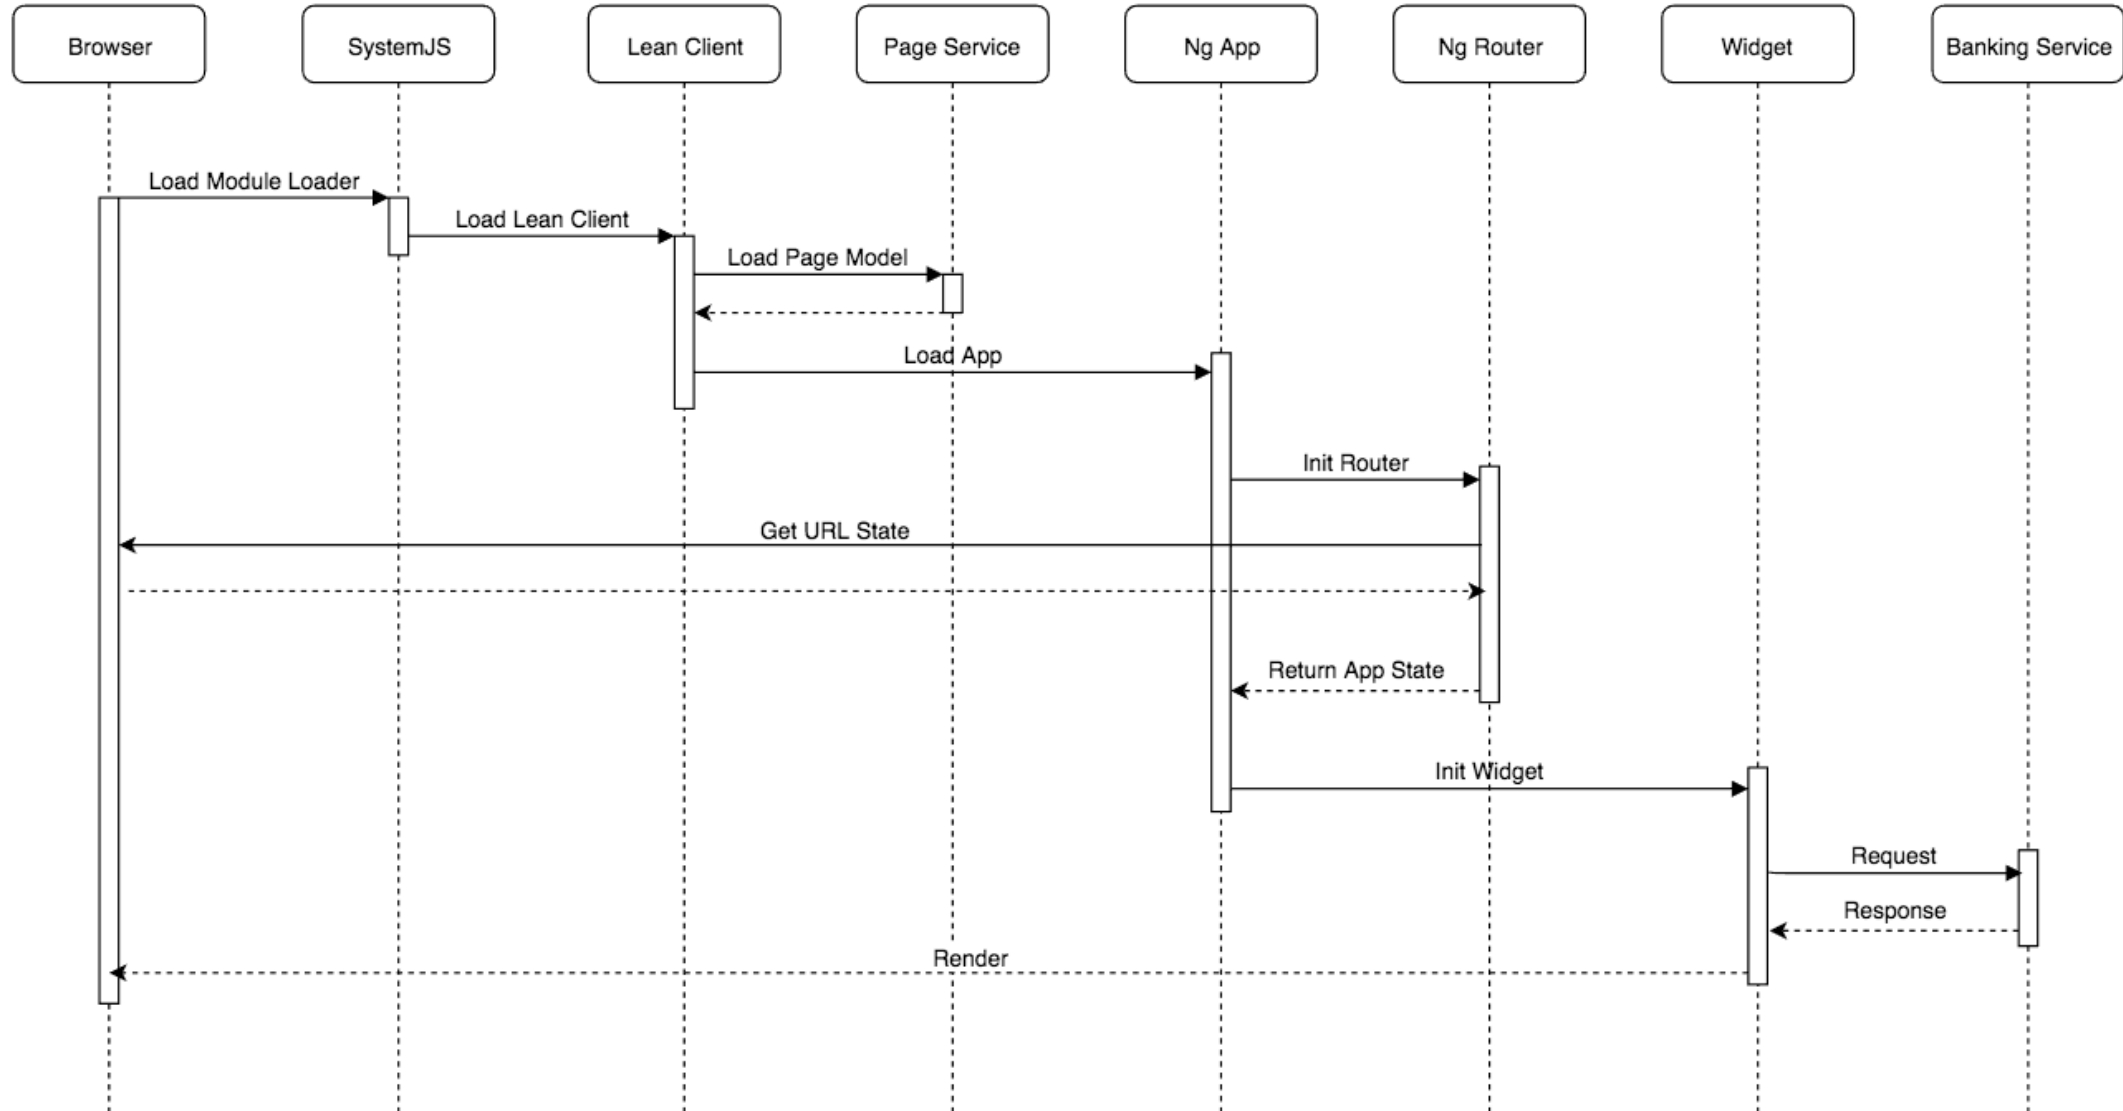 Browser
SystemJS
Lean Client
Page Service
Ng App
Ng Router
Widget
Banking Service
Load Module Loader
Load Lean Client
Load Page Model
Load App
Init Router
Get URL State
Return App State
Init Widget
Request
Response
Render